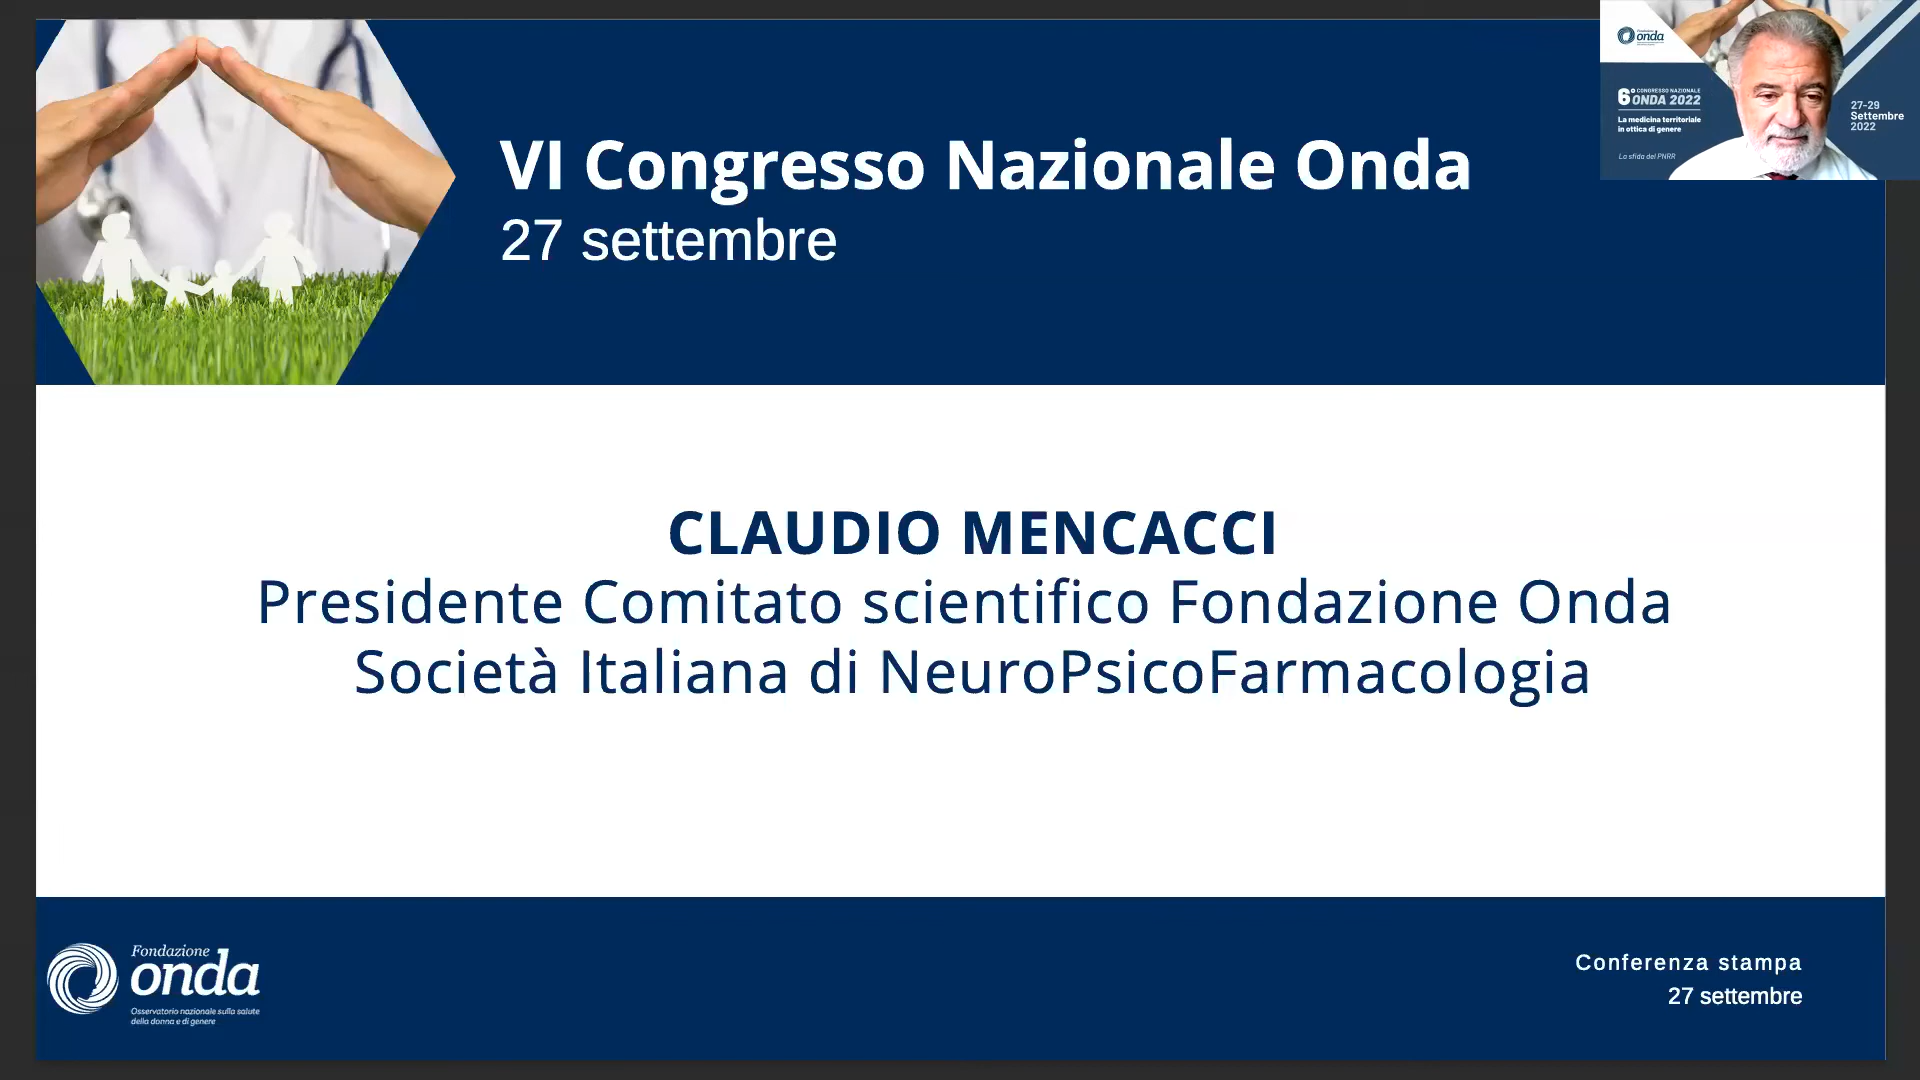 VI Congresso Nazionale Onda
27 settembre
onda
6° CONGRESSO NAZIONALE
ONDA 2022
La medicina territoriale
in ottica di genere
La sfida del PNRR
27-29
Settembre
2022
CLAUDIO MENCACCI
Presidente Comitato scientifico Fondazione Onda
Società Italiana di NeuroPsicoFarmacologia
Fondazione
onda
Osservatorio nazionale sulla salute
della donna e di genere
Conferenza stampa
27 settembre